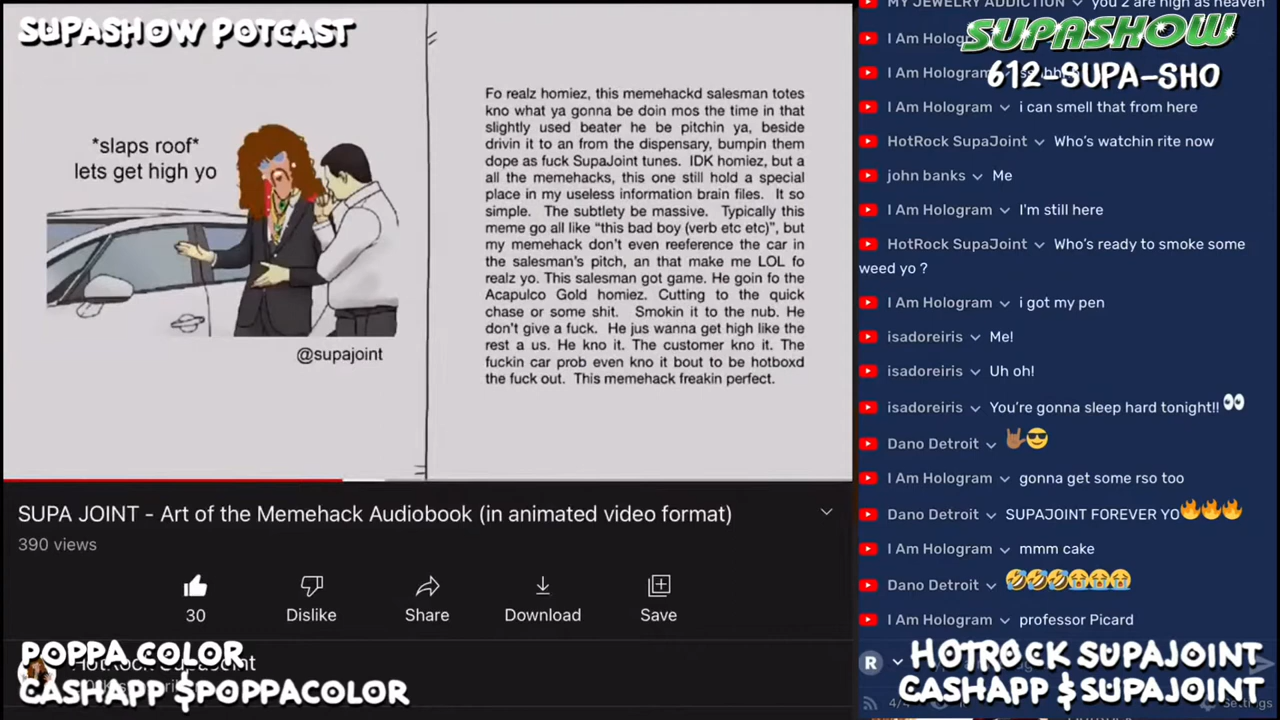 SUPASHOW POTCAST
*slaps roof*
lets get high yo
@supajoint
Fo realz homiez, this memehackd salesman totes
kno what ya gonna be doin mos the time in that
slightly used beater he be pitchin ya, beside
drivin it to an from the dispensary, bumpin them
dope as fuck SupaJoint tunes. IDK homiez, but a
all the memehacks, this one still hold a special
place in my useless information brain files. It so
simple. The subtlety be massive. Typically this
meme go all like “this bad boy (verb etc etc)”, but
my memehack don’t even reeference the car in
the salesman’s pitch, an that make me LOL fo
realz yo. This salesman got game. He goin fo the
Acapulco Gold homiez. Cutting to the quick
chase or some shit. Smokin it to the nub. He
don’t give a fuck. He jus wanna get high like the
rest a us. He kno it. The customer kno it. The
fuckin car prob even kno it bout to be hotboxd
the fuck out. This memehack freakin perfect.
SUPA JOINT - Art of the Memehack Audiobook (in animated video format)
390 views
30
Dislike
Share
Download
Save
HotRock SupaJoint
POPPA COLOR
CASHAPP $POPPACOLOR
MY JEWELRY ADDICTION you 2 are high as heaven
SUPASHOW
612-SUPA-SHO
I Am Hologram
I Am Hologram
I Am Hologram i can smell that from here
HotRock SupaJoint Who’s watchin rite now
john banks Me
I Am Hologram I'm still here
HotRock SupaJoint Who’s ready to smoke some
weed yo ?
I Am Hologram i got my pen
isadoreiris Me!
isadoreiris Uh oh!
isadoreiris You’re gonna sleep hard tonight!! 👀
Dano Detroit 🤘🏾😎
I Am Hologram gonna get some rso too
Dano Detroit SUPAJOINT FOREVER YO🔥🔥🔥
I Am Hologram mmm cake
Dano Detroit 🤣🤣🤣😭😭😭
I Am Hologram professor Picard
R
HOTROCK SUPAJOINT
CASHAPP $SUPAJOINT
Settings